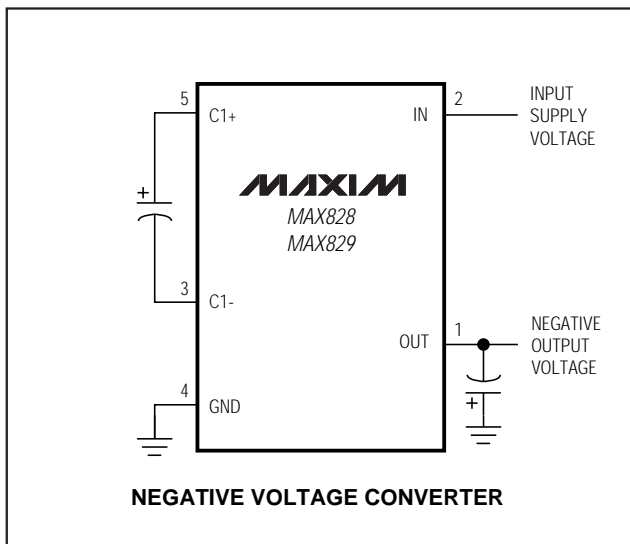 5
C1+
2
IN
INPUT
SUPPLY
VOLTAGE
MAXIM
MAX828
MAX829
+
3
C1-
1
OUT
NEGATIVE
OUTPUT
VOLTAGE
4
GND
+
NEGATIVE VOLTAGE CONVERTER